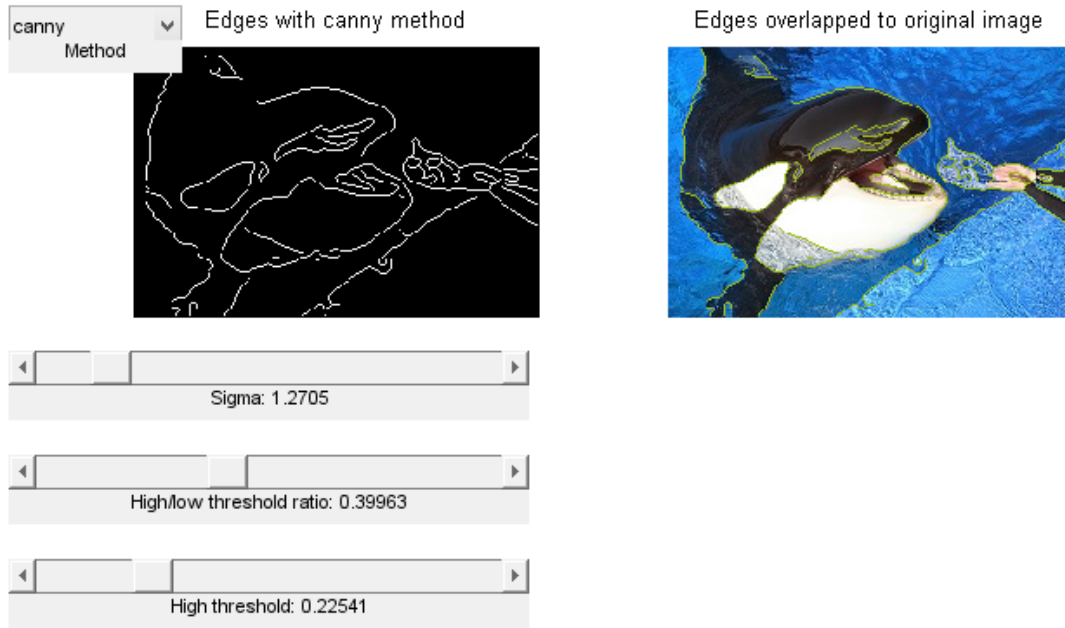 canny
Method
Edges with canny method
Edges overlapped to original image
Sigma: 1.2705
High/low threshold ratio: 0.39963
High threshold: 0.22541